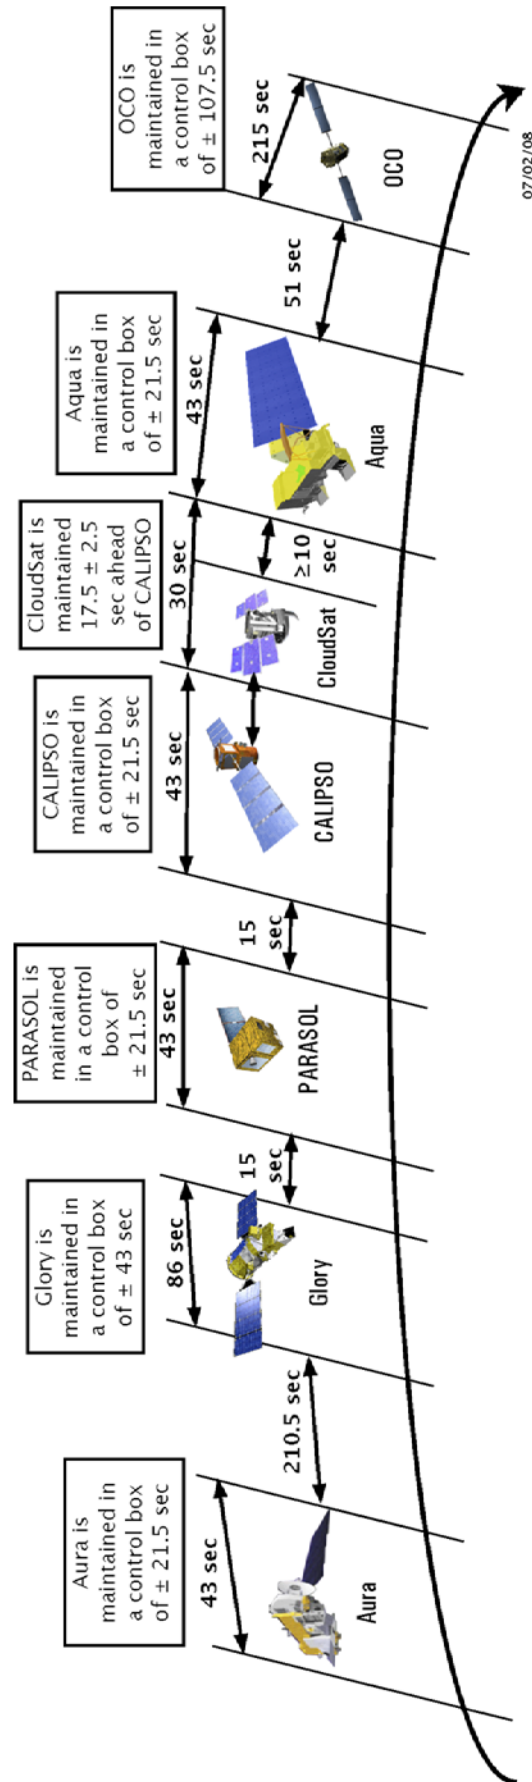 Aura is
maintained in
a control box
of ± 21.5 sec
43 sec
Aura
210.5 sec
Glory is
maintained in
a control box
of ± 43 sec
86 sec
Glory
15
sec
PARASOL is
maintained
in a control
box of
± 21.5 sec
43 sec
PARASOL
15
sec
CALIPSO is
maintained in
a control box
of ± 21.5 sec
43 sec
CALIPSO
CloudSat is
maintained
17.5 ± 2.5
sec ahead
of CALIPSO
30 sec
CloudSat
≥10
sec
Aqua is
maintained in
a control box
of ± 21.5 sec
43 sec
Aqua
51 sec
OCO is
maintained in
a control box
of ± 107.5 sec
215 sec
OCO
07/02/08